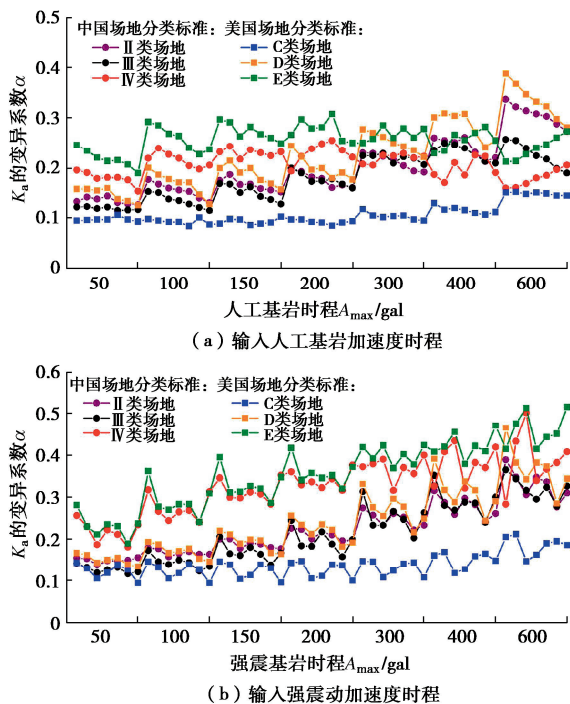 中国场地分类标准：美国场地分类标准：
Ⅱ类场地 C类场地
Ⅲ类场地 D类场地
Ⅳ类场地 E类场地
Kₐ的变异系数α
0.5
0.4
0.3
0.2
0.1
0
50 100 150 200 300 400 600
人工基岩时程Aₘₐₓ/gal
（a）输入人工基岩加速度时程
中国场地分类标准：美国场地分类标准：
Ⅱ类场地 C类场地
Ⅲ类场地 D类场地
Ⅳ类场地 E类场地
Kₐ的变异系数α
0.6
0.5
0.4
0.3
0.2
0.1
0
50 100 150 200 300 400 600
强震基岩时程Aₘₐₓ/gal
（b）输入强震动加速度时程